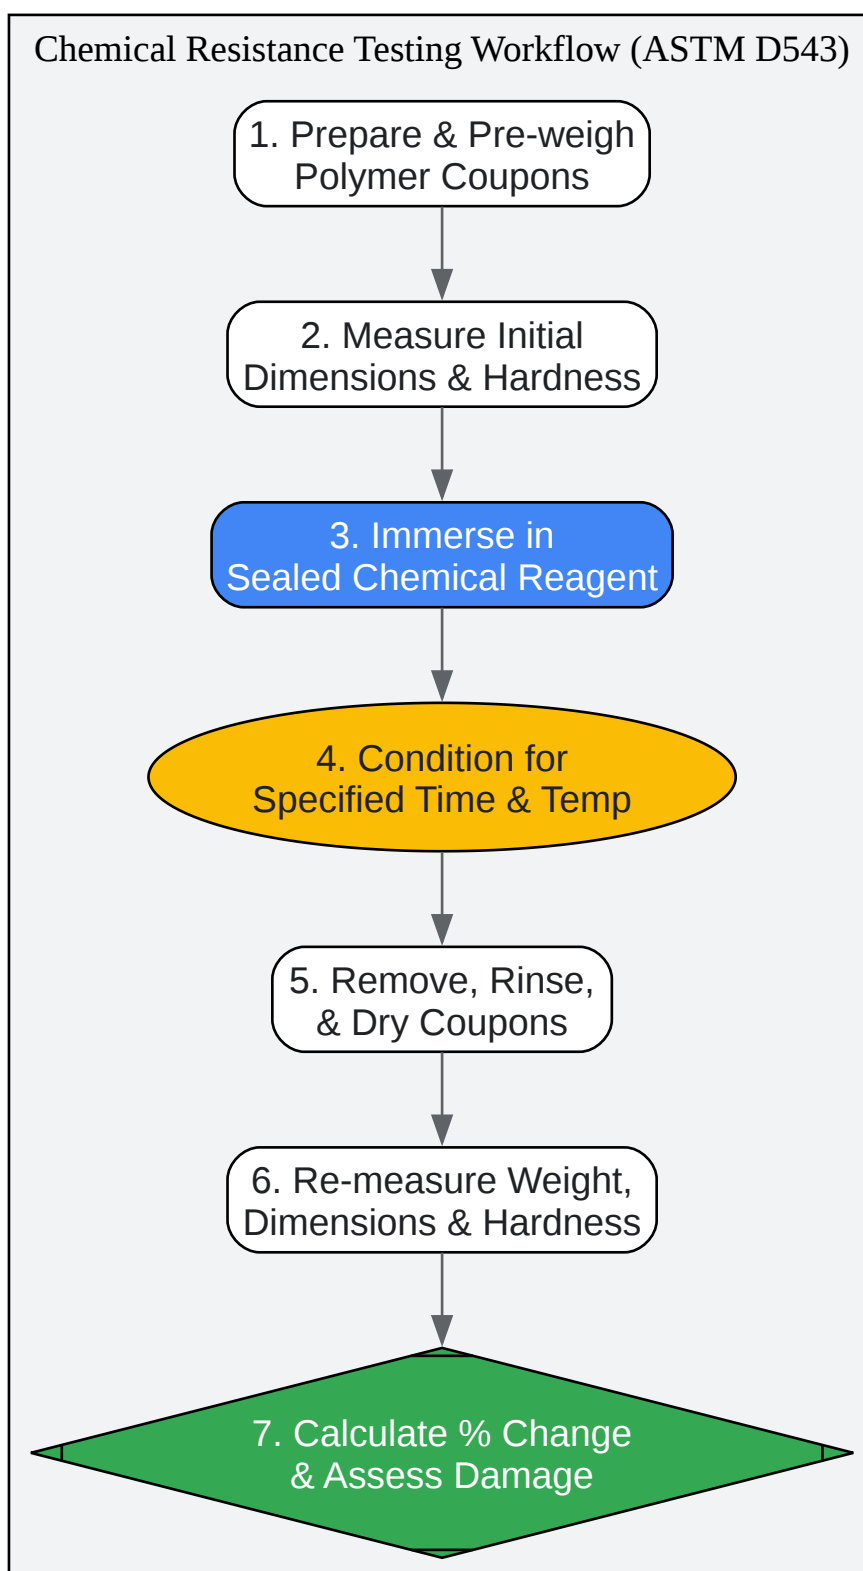 Chemical Resistance Testing Workflow (ASTM D543)
1. Prepare & Pre-weigh
Polymer Coupons
2. Measure Initial
Dimensions & Hardness
3. Immerse in
Sealed Chemical Reagent
4. Condition for
Specified Time & Temp
5. Remove, Rinse,
& Dry Coupons
6. Re-measure Weight,
Dimensions & Hardness
7. Calculate % Change
& Assess Damage